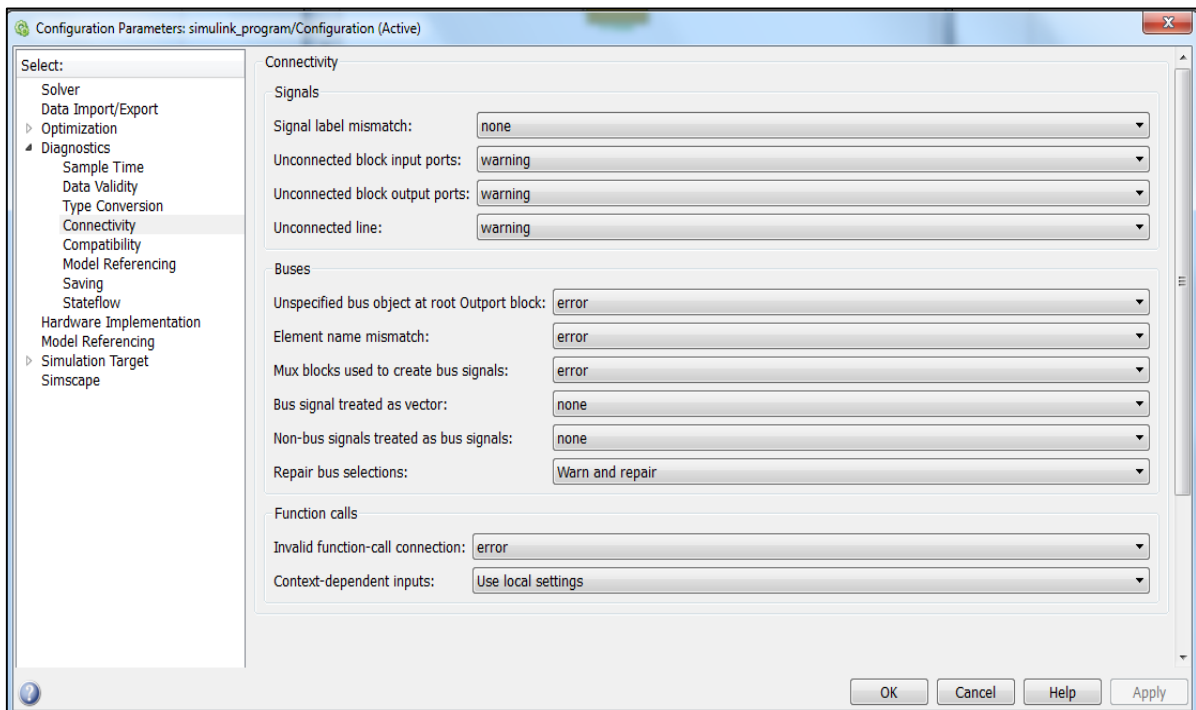 Configuration Parameters: simulink_program/Configuration (Active)
Select:
Solver
Data Import/Export
Optimization
Diagnostics
Sample Time
Data Validity
Type Conversion
Connectivity
Compatibility
Model Referencing
Saving
Stateflow
Hardware Implementation
Model Referencing
Simulation Target
Simscape
Connectivity
Signals
Signal label mismatch: none
Unconnected block input ports: warning
Unconnected block output ports: warning
Unconnected line: warning
Buses
Unspecified bus object at root Outport block: error
Element name mismatch: error
Mux blocks used to create bus signals: error
Bus signal treated as vector: none
Non-bus signals treated as bus signals: none
Repair bus selections: Warn and repair
Function calls
Invalid function-call connection: error
Context-dependent inputs: Use local settings
OK Cancel Help Apply